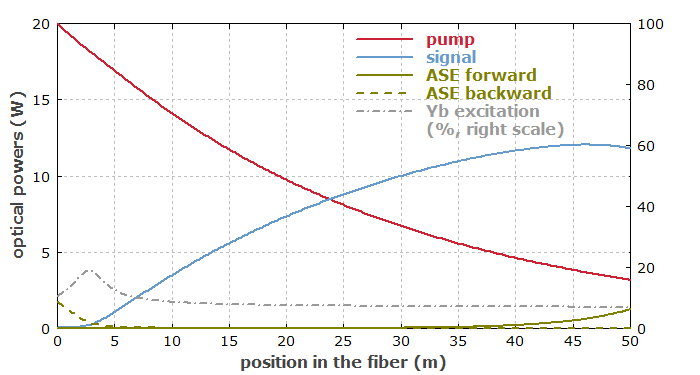 20
100
pump
signal
ASE forward
ASE backward
Yb excitation
(%, right scale)
80
15
60
10
40
5
20
0
0
0 5 10 15 20 25 30 35 40 45 50
optical powers (W)
position in the fiber (m)